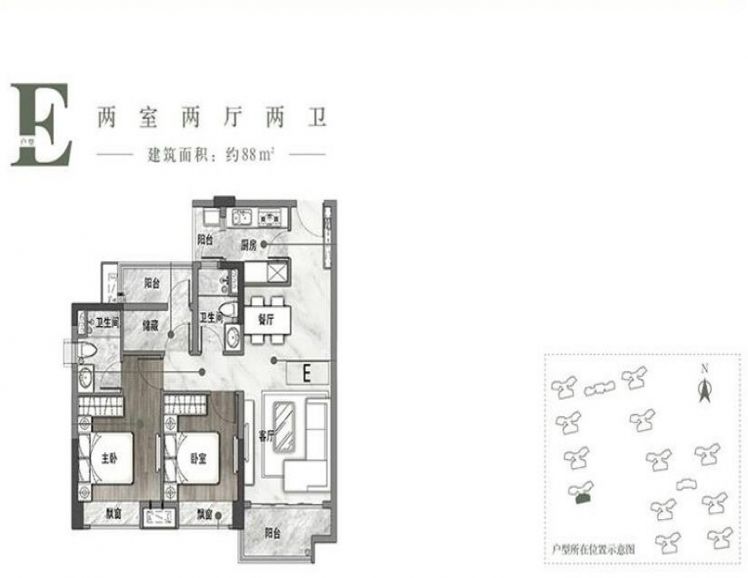 E
户型
两室两厅两卫
建筑面积：约88m²
阳台
厨房
阳台
卫生间
储藏
卫生间
餐厅
E
客厅
主卧
卧室
飘窗
飘窗
阳台
N
户型所在位置示意图